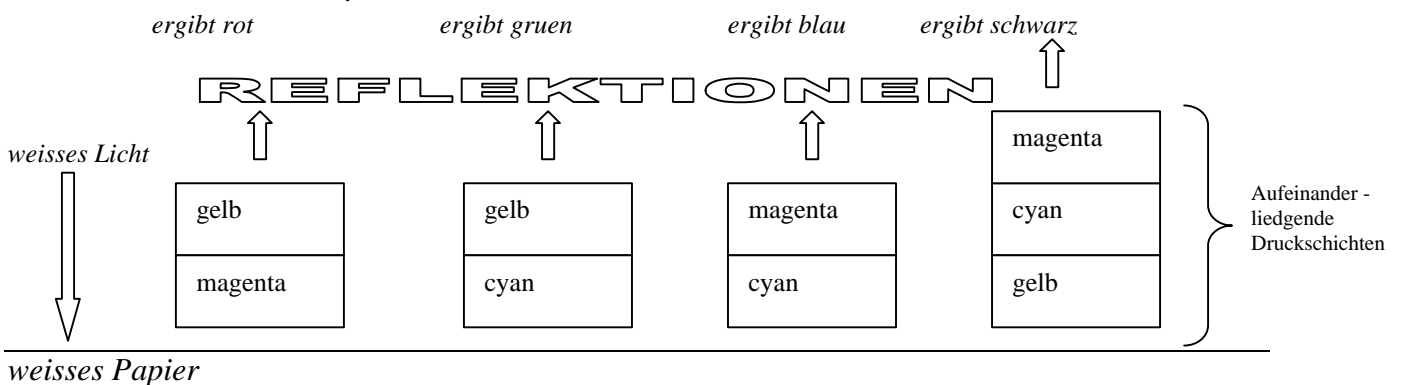 ergibt rot ergibt gruen ergibt blau ergibt schwarz
REFLEKTIONEN
weisses Licht
magenta
gelb gelb magenta cyan
magenta cyan cyan gelb
Aufeinander -
liedgende
Druckschichten
weisses Papier